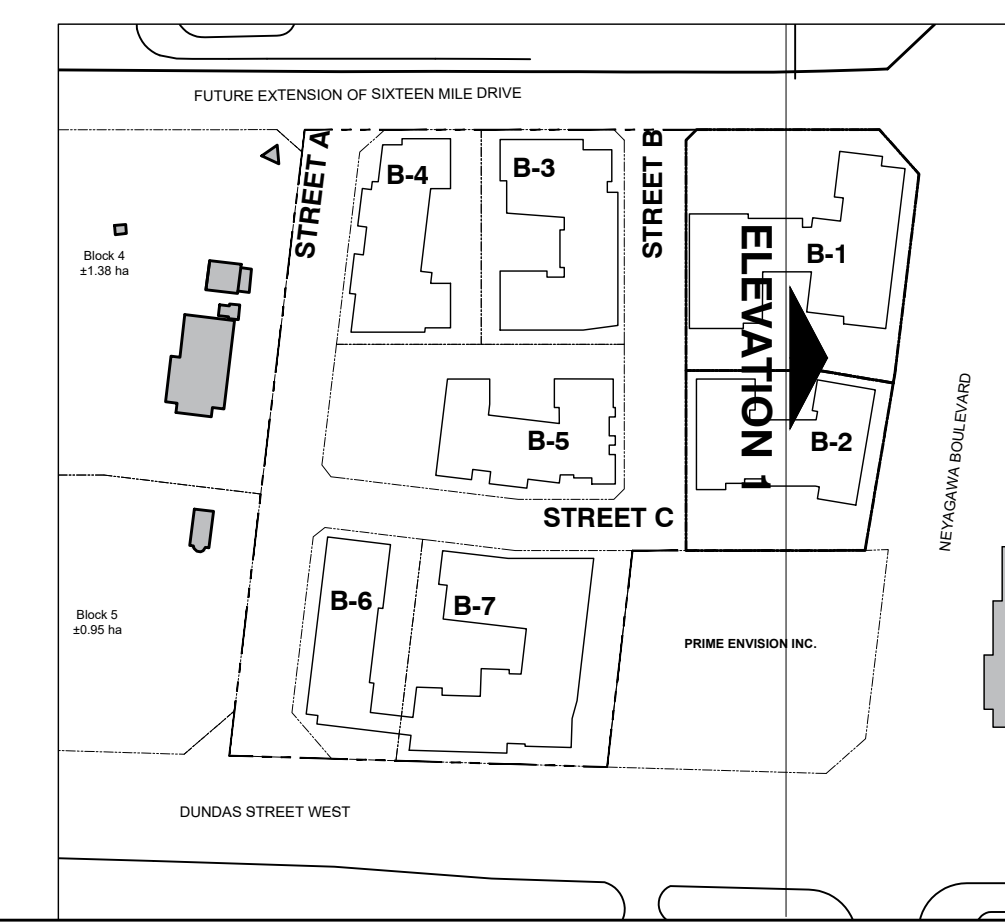 FUTURE EXTENSION OF SIXTEEN MILE DRIVE
STREET A
B-4
B-3
STREET B
B-1
ELEVATION 1
Block 4
±1.38 ha
B-5
B-2
NEYAGAWA BOULEVARD
STREET C
B-6
B-7
Block 5
±0.95 ha
PRIME ENVISION INC.
DUNDAS STREET WEST